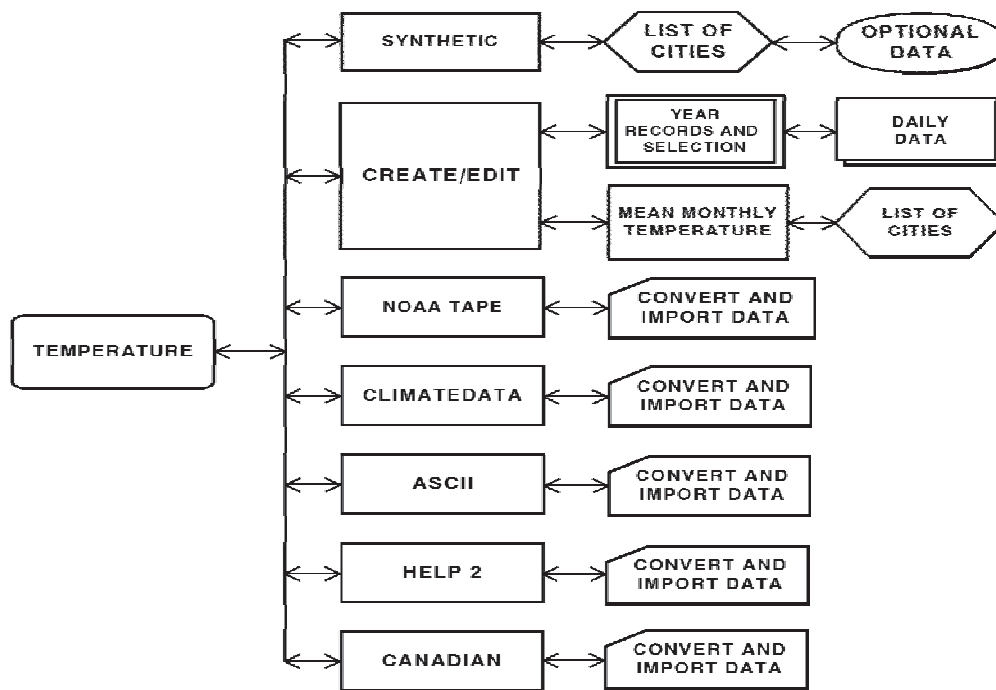 SYNTHETIC
LIST OF
CITIES
OPTIONAL
DATA
CREATE/EDIT
YEAR
RECORDS AND
SELECTION
DAILY
DATA
MEAN MONTHLY
TEMPERATURE
LIST OF
CITIES
TEMPERATURE
NOAA TAPE
CONVERT AND
IMPORT DATA
CLIMATEDATA
CONVERT AND
IMPORT DATA
ASCII
CONVERT AND
IMPORT DATA
HELP 2
CONVERT AND
IMPORT DATA
CANADIAN
CONVERT AND
IMPORT DATA